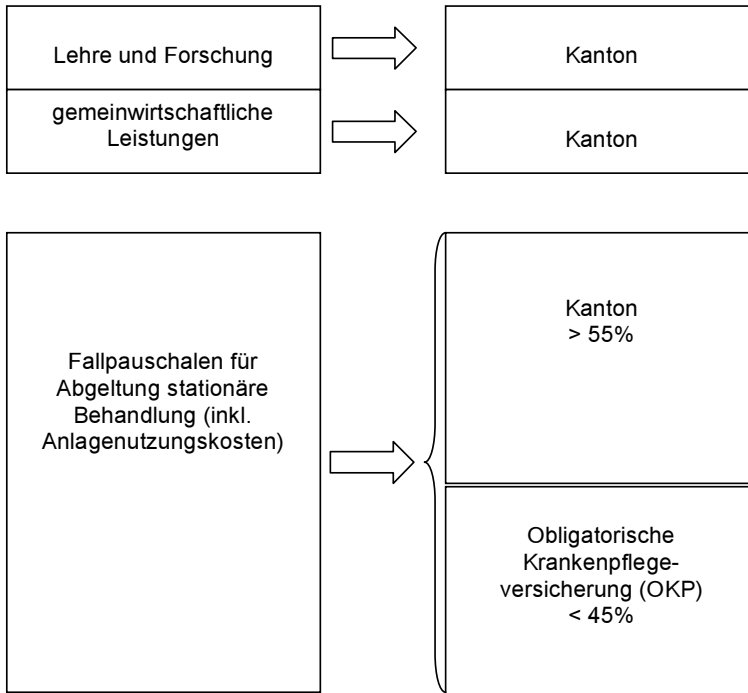 Lehre und Forschung
Kanton
gemeinwirtschaftliche
Leistungen
Kanton
Fallpauschalen für
Abgeltung stationäre
Behandlung (inkl.
Anlagenutzungskosten)
Kanton
> 55%
Obligatorische
Krankenpflege-
versicherung (OKP)
< 45%